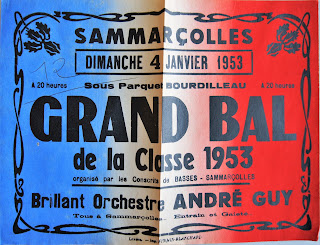 SAMMARÇOLLES
DIMANCHE 4 JANVIER 1953
A 20 heures Sous Parquet BOURDILLEAU A 20 heures
GRAND BAL
de la Classe 1953
organisé par les Conscrits de BASSES - SAMMARÇOLLES
Brillant Orchestre ANDRÉ GUY
Tous à Sammarçolles. Entrain et Gaieté.